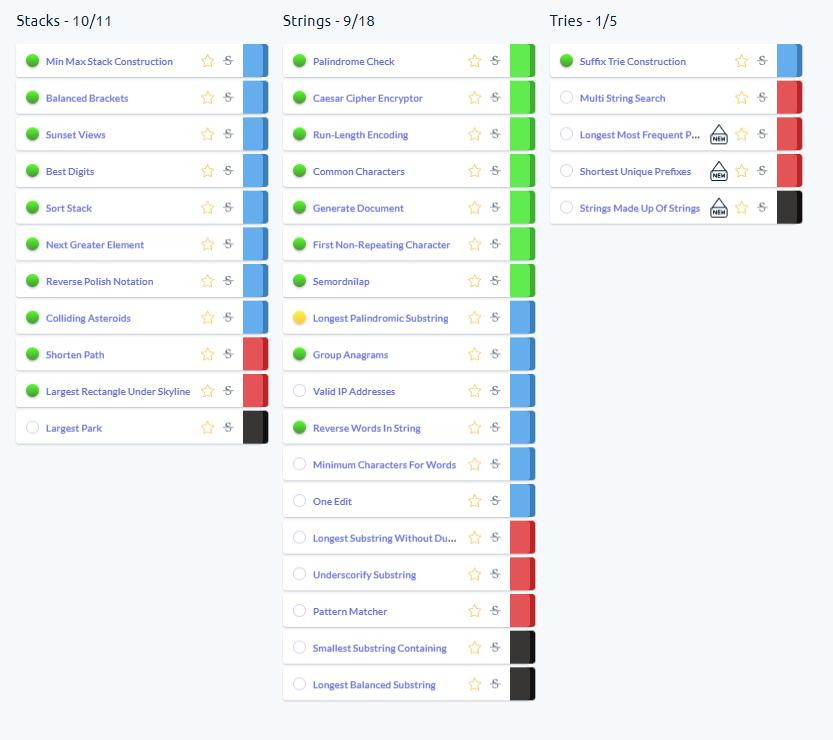 Stacks - 10/11
Min Max Stack Construction S
Balanced Brackets S
Sunset Views S
Best Digits S
Sort Stack S
Next Greater Element S
Reverse Polish Notation S
Colliding Asteroids S
Shorten Path S
Largest Rectangle Under Skyline S
Largest Park S
Strings - 9/18
Palindrome Check S
Caesar Cipher Encryptor S
Run-Length Encoding S
Common Characters S
Generate Document S
First Non-Repeating Character S
Semordnilap S
Longest Palindromic Substring S
Group Anagrams S
Valid IP Addresses S
Reverse Words In String S
Minimum Characters For Words S
One Edit S
Longest Substring Without Du... S
Underscorify Substring S
Pattern Matcher S
Smallest Substring Containing S
Longest Balanced Substring S
Tries - 1/5
Suffix Trie Construction S
Multi String Search S
Longest Most Frequent P... NEW S
Shortest Unique Prefixes NEW S
Strings Made Up Of Strings NEW S